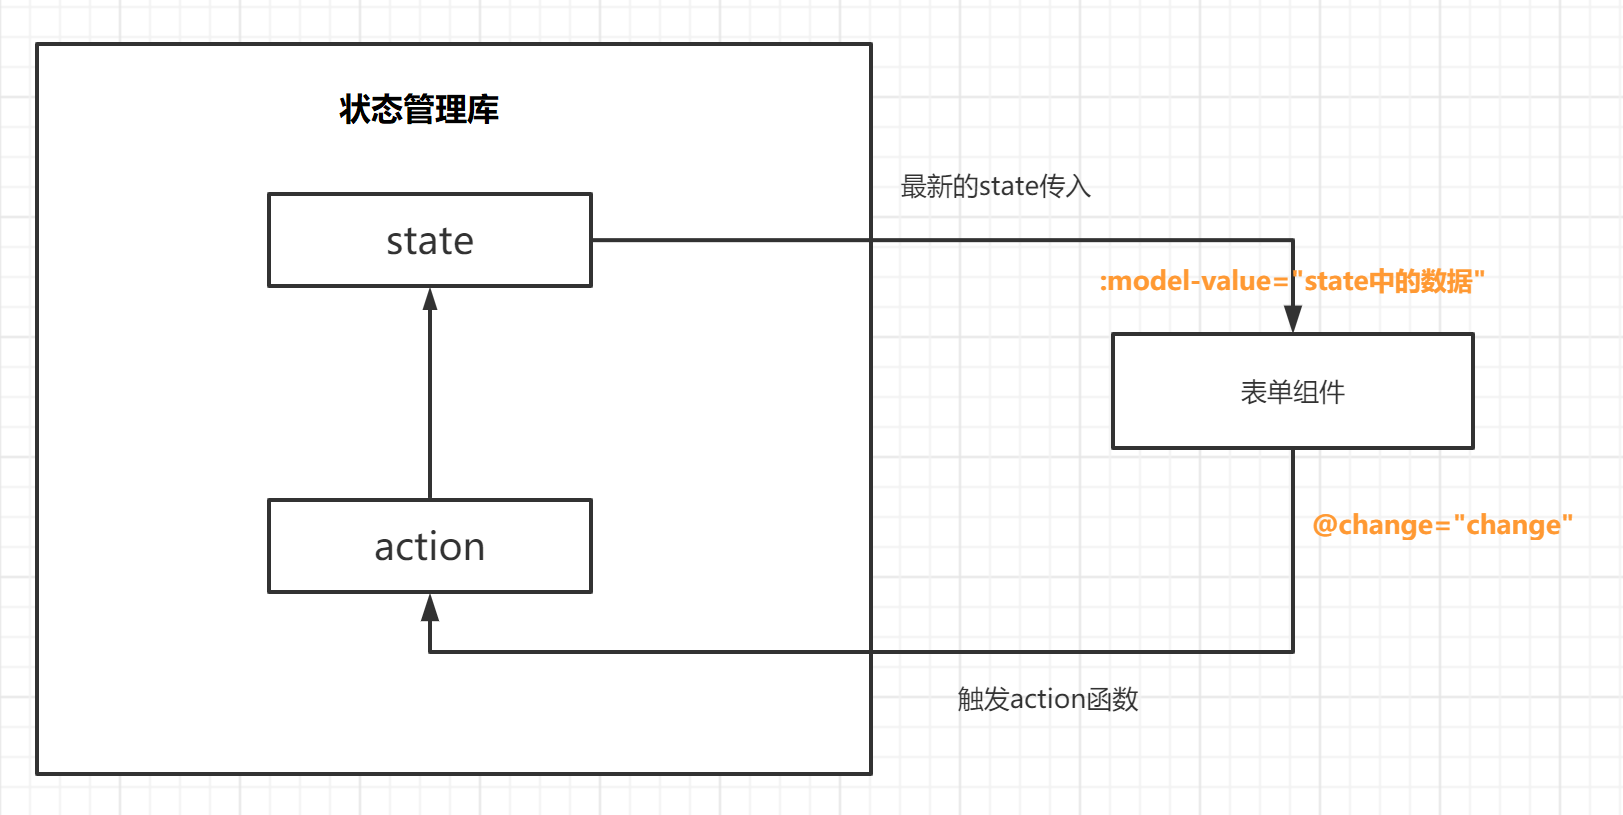 状态管理库
最新的state传入
state
:model-value="state中的数据"
表单组件
@change="change"
action
触发action函数